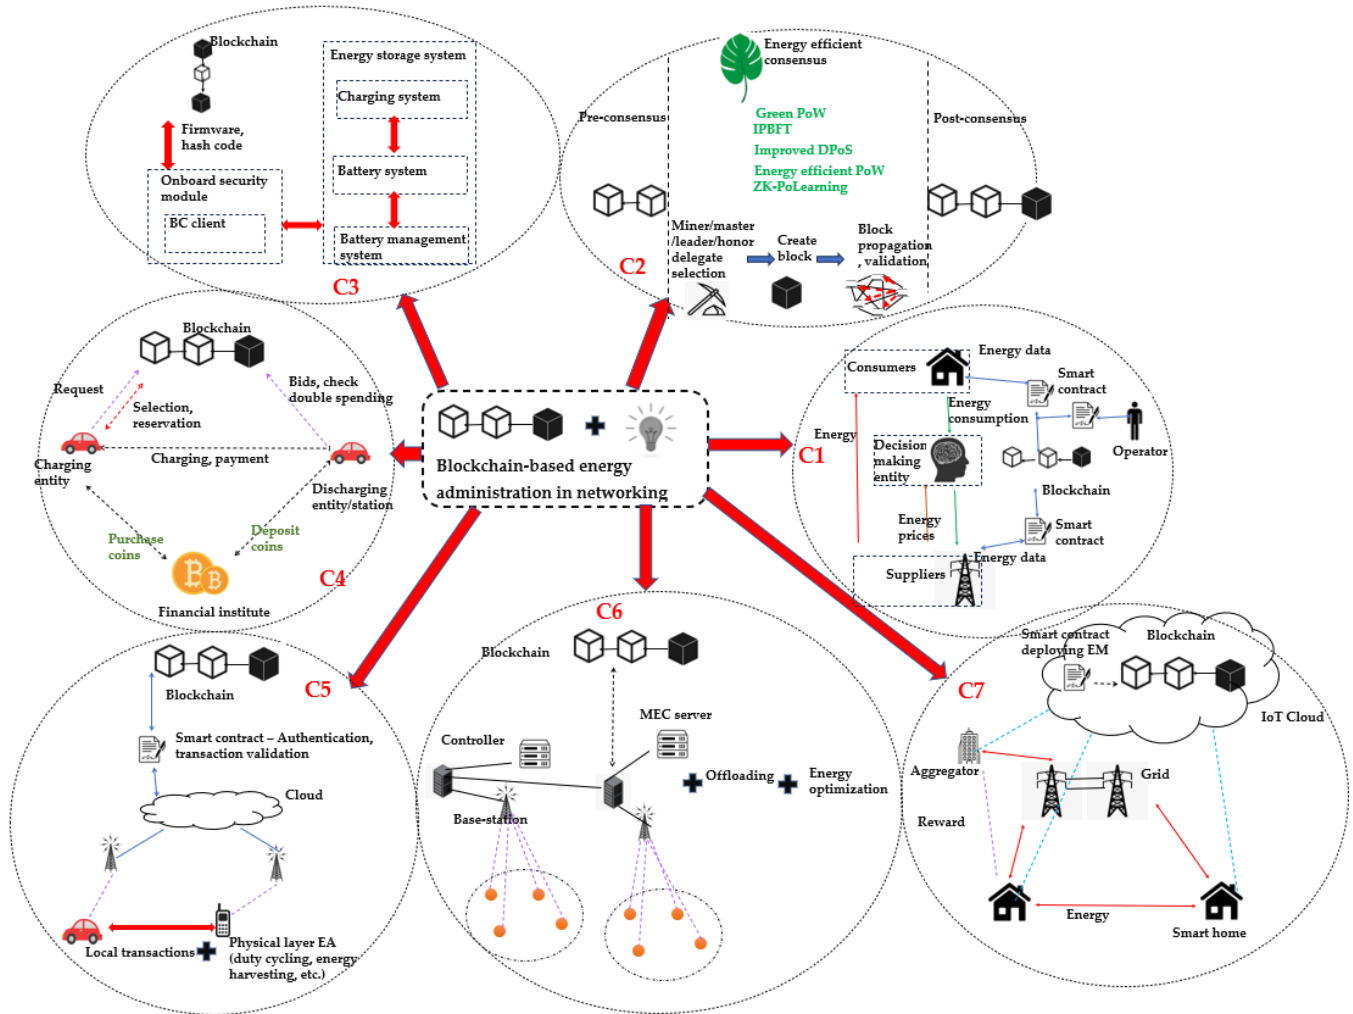 Blockchain
Firmware,
hash code
Onboard security
module
BC client
Energy storage system
Charging system
Battery system
Battery management
system
C3
Energy efficient
consensus
Pre-consensus
Post-consensus
Green PoW
IPBFT
Improved DPoS
Energy efficient PoW
ZK-PoLearning
Miner/master
/leader/honor
delegate
selection
Create
block
Block
propagation
, validation
C2
Blockchain
Request
Selection,
reservation
Bids, check
double spending
Charging, payment
Charging
entity
Discharging
entity/station
Purchase
coins
Deposit
coins
Financial institute
C4
Blockchain-based energy
administration in networking
C1
Consumers
Energy data
Smart
contract
Energy
consumption
Energy
Operator
Decision
making
entity
Blockchain
Energy
prices
Smart
contract
Energy data
Suppliers
Blockchain
C5
Smart contract – Authentication,
transaction validation
Cloud
Local transactions
Physical layer EA
(duty cycling, energy
harvesting, etc.)
C6
Blockchain
MEC server
Controller
Offloading
Energy
optimization
Base-station
C7
Smart contract
deploying EM
Blockchain
IoT Cloud
Aggregator
Grid
Reward
Energy
Smart home